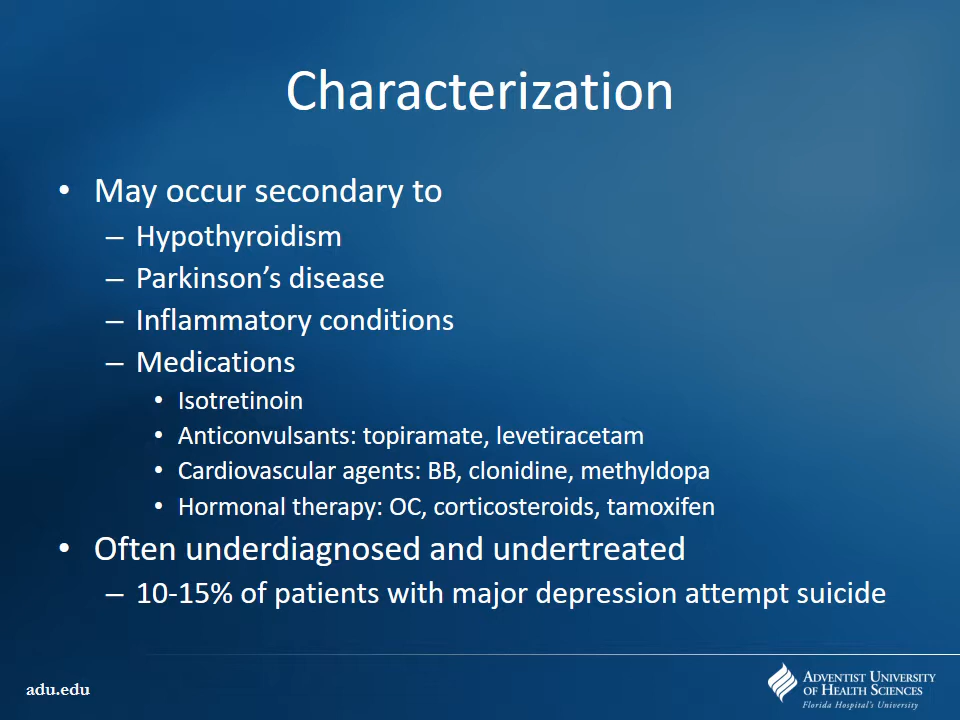 Characterization
• May occur secondary to
– Hypothyroidism
– Parkinson’s disease
– Inflammatory conditions
– Medications
• Isotretinoin
• Anticonvulsants: topiramate, levetiracetam
• Cardiovascular agents: BB, clonidine, methyldopa
• Hormonal therapy: OC, corticosteroids, tamoxifen
• Often underdiagnosed and undertreated
– 10-15% of patients with major depression attempt suicide
adu.edu
ADVENTIST UNIVERSITY
OF HEALTH SCIENCES
Florida Hospital's University